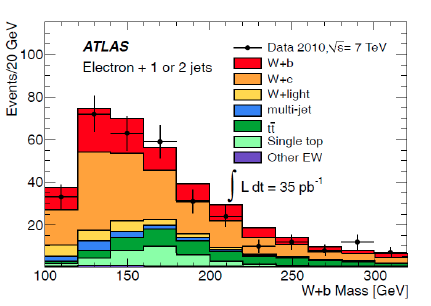 ATLAS
Electron + 1 or 2 jets
Data 2010,√s= 7 TeV
W+b
W+c
W+light
multi-jet
tt̄
Single top
Other EW
∫ L dt = 35 pb⁻¹
Events/20 GeV
100
80
60
40
20
100 150 200 250 300
W+b Mass [GeV]